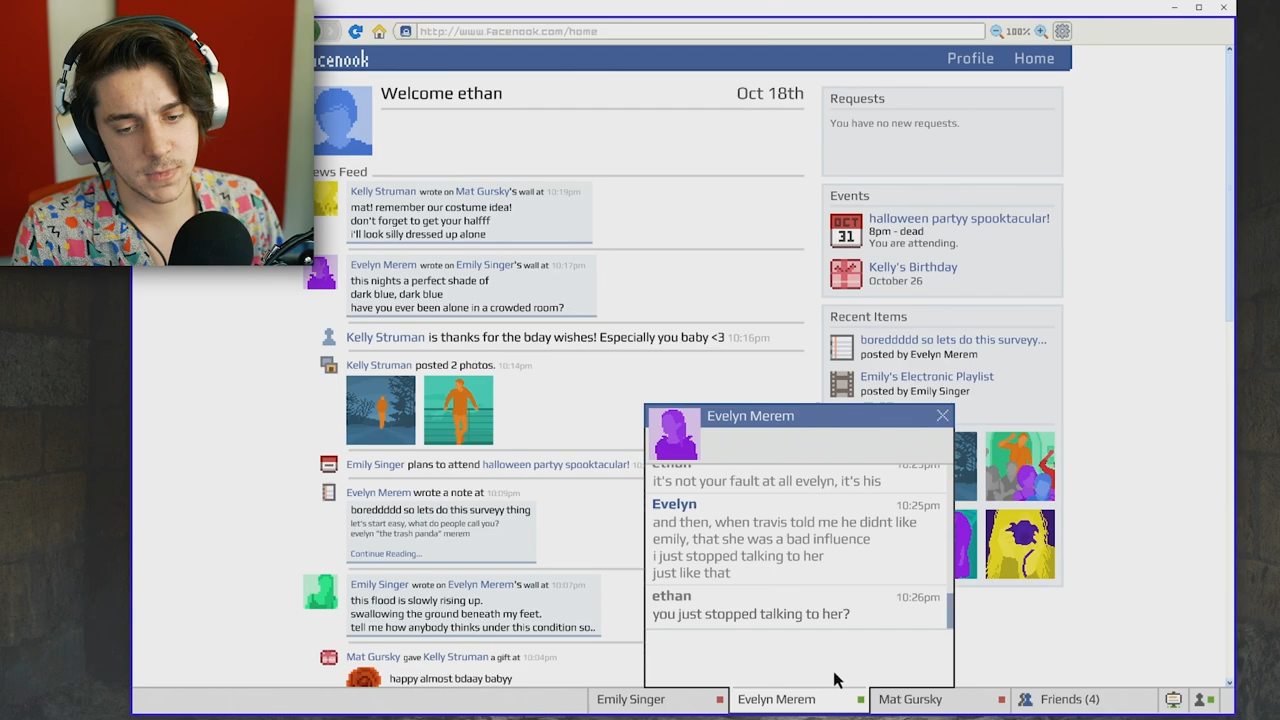 http://www.Facenook.com/home
100%
cenook
Profile Home
Welcome ethan
Oct 18th
ews Feed
Kelly Struman wrote on Mat Gursky's wall at 10:19pm
mat! remember our costume idea!
don't forget to get your halfff
i'll look silly dressed up alone
Evelyn Merem wrote on Emily Singer's wall at 10:17pm
this nights a perfect shade of
dark blue, dark blue
have you ever been alone in a crowded room?
Kelly Struman is thanks for the bday wishes! Especially you baby <3 10:16pm
Kelly Struman posted 2 photos. 10:14pm
Emily Singer plans to attend halloween partyy spooktacular!
Evelyn Merem wrote a note at 10:09pm
boreddddd so lets do this surveyy thing
let's start easy, what do people call you?
evelyn "the trash panda" merem
Continue Reading...
Emily Singer wrote on Evelyn Merem's wall at 10:07pm
this flood is slowly rising up.
swallowing the ground beneath my feet.
tell me how anybody thinks under this condition so..
Mat Gursky gave Kelly Struman a gift at 10:04pm
happy almost bdaay babyy
Requests
You have no new requests.
Events
OCT
31
halloween partyy spooktacular!
8pm - dead
You are attending.
Kelly's Birthday
October 26
Recent Items
boreddddd so lets do this surveyy...
posted by Evelyn Merem
Emily's Electronic Playlist
posted by Emily Singer
Evelyn Merem
ethan 10:25pm
it's not your fault at all evelyn, it's his
Evelyn 10:25pm
and then, when travis told me he didnt like
emily, that she was a bad influence
i just stopped talking to her
just like that
ethan 10:26pm
you just stopped talking to her?
Emily Singer
Evelyn Merem
Mat Gursky
Friends (4)